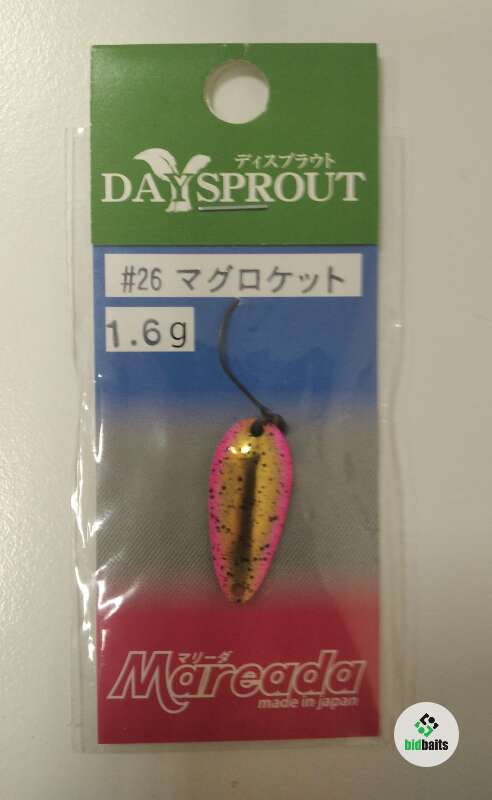 ディスプラウト
DAYSPROUT
#26 マグロケット
1.6g
マリーダ
Mareada
made in japan
bidbaits